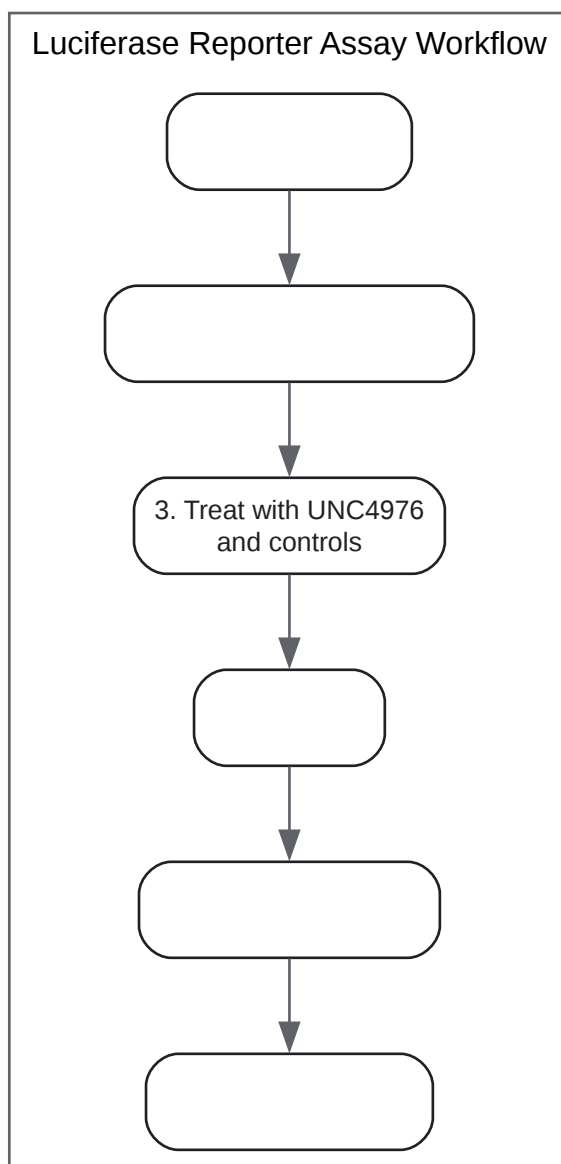 Luciferase Reporter Assay Workflow
3. Treat with UNC4976
and controls